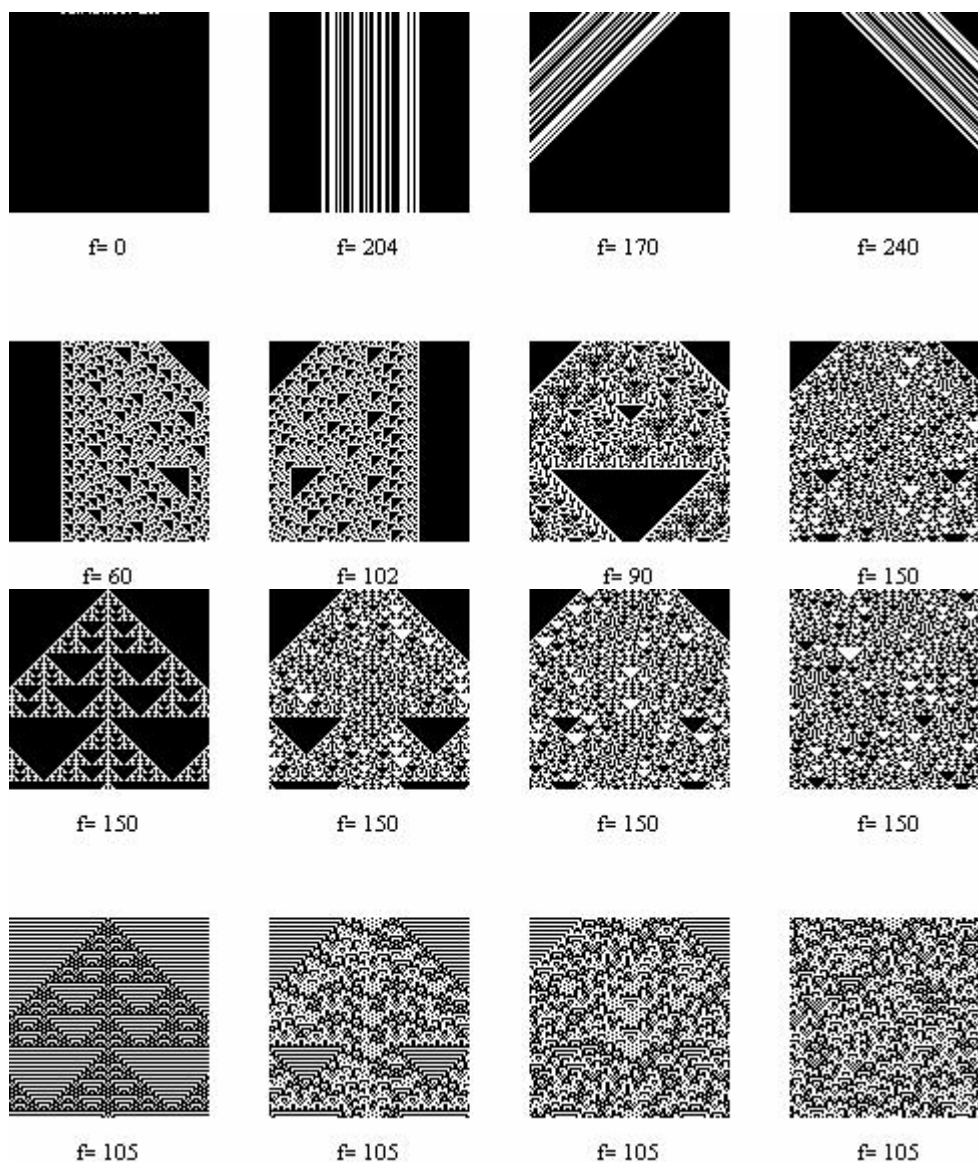 f= 0 f= 204 f= 170 f= 240
f= 60 f= 102 f= 90 f= 150
f= 150 f= 150 f= 150 f= 150
f= 105 f= 105 f= 105 f= 105